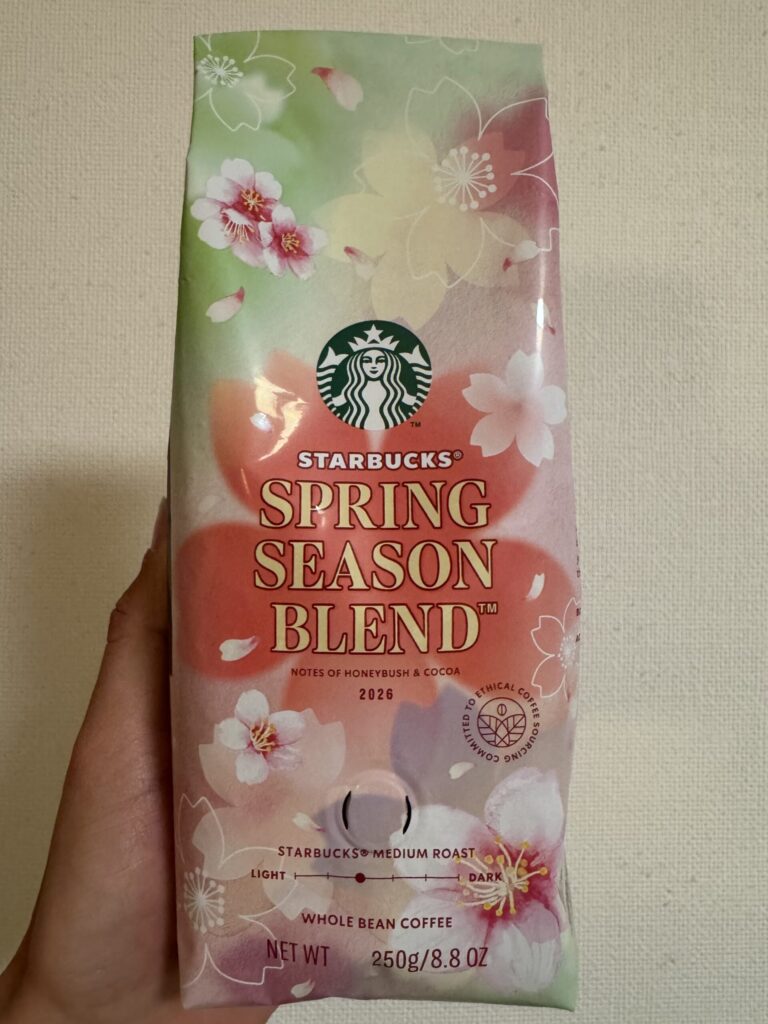 STARBUCKS®
SPRING
SEASON
BLEND™
NOTES OF HONEYBUSH & COCOA
2026
COMMITTED TO ETHICAL COFFEE SOURCING
STARBUCKS® MEDIUM ROAST
LIGHT DARK
WHOLE BEAN COFFEE
NET WT 250g/8.8 OZ